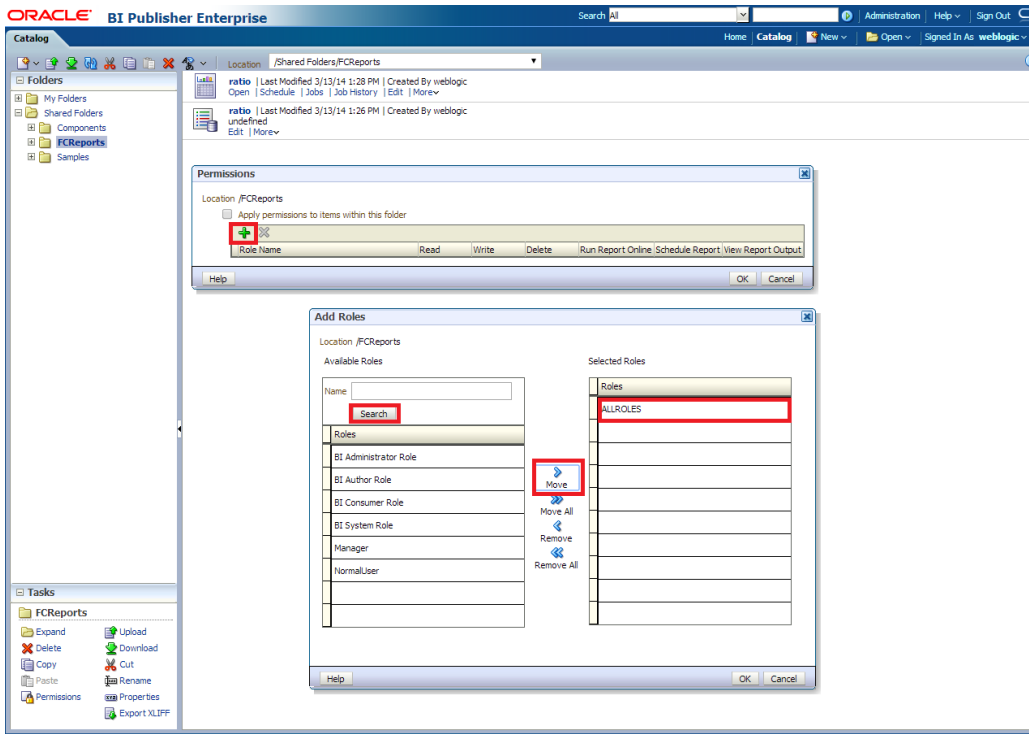 ORACLE BI Publisher Enterprise
Search All
Administration Help Sign Out
Catalog
Home Catalog New Open Signed In As weblogic
Location /Shared Folders/FCReports
Folders
My Folders
Shared Folders
Components
FCReports
Samples
ratio | Last Modified 3/13/14 1:28 PM | Created By weblogic
Open | Schedule | Jobs | Job History | Edit | More
ratio | Last Modified 3/13/14 1:26 PM | Created By weblogic
undefined
Edit | More
Permissions
Location /FCReports
Apply permissions to items within this folder
Role Name Read Write Delete Run Report Online Schedule Report View Report Output
Help OK Cancel
Add Roles
Location /FCReports
Available Roles
Name
Search
Roles
BI Administrator Role
BI Author Role
BI Consumer Role
BI System Role
Manager
NormalUser
Move
Move All
Remove
Remove All
Selected Roles
Roles
ALLROLES
Help OK Cancel
Tasks
FCReports
Expand Upload
Delete Download
Copy Cut
Paste Rename
Permissions Properties
Export XLIFF